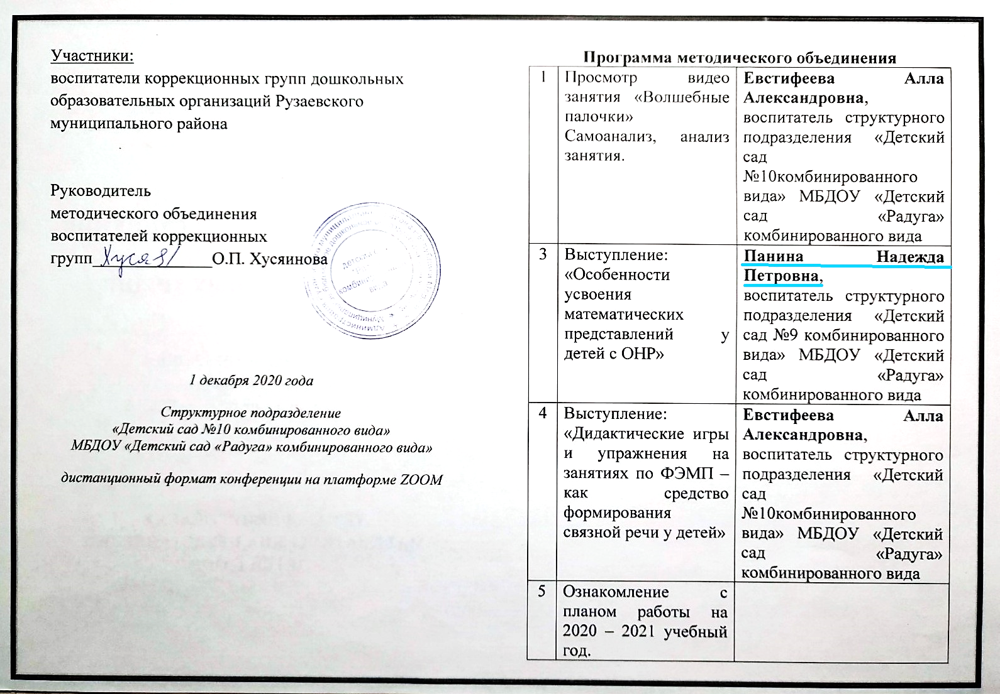 Участники:
воспитатели коррекционных групп дошкольных
образовательных организаций Рузаевского
муниципального района
Руководитель
методического объединения
воспитателей коррекционных
групп______________О.П. Хусяинова
1 декабря 2020 года
Структурное подразделение
«Детский сад №10 комбинированного вида»
МБДОУ «Детский сад «Радуга» комбинированного вида»
дистанционный формат конференции на платформе ZOOM
Программа методического объединения
1
Просмотр видео
занятия «Волшебные
палочки»
Самоанализ, анализ
занятия.
Евстифеева Алла
Александровна,
воспитатель структурного
подразделения «Детский
сад
№10комбинированного
вида» МБДОУ «Детский
сад «Радуга»
комбинированного вида
3
Выступление:
«Особенности
усвоения
математических
представлений у
детей с ОНР»
Панина Надежда
Петровна,
воспитатель структурного
подразделения «Детский
сад №9 комбинированного
вида» МБДОУ «Детский
сад «Радуга»
комбинированного вида
4
Выступление:
«Дидактические игры
и упражнения на
занятиях по ФЭМП –
как средство
формирования
связной речи у детей»
Евстифеева Алла
Александровна,
воспитатель структурного
подразделения «Детский
сад
№10комбинированного
вида» МБДОУ «Детский
сад «Радуга»
комбинированного вида
5
Ознакомление с
планом работы на
2020 – 2021 учебный
год.